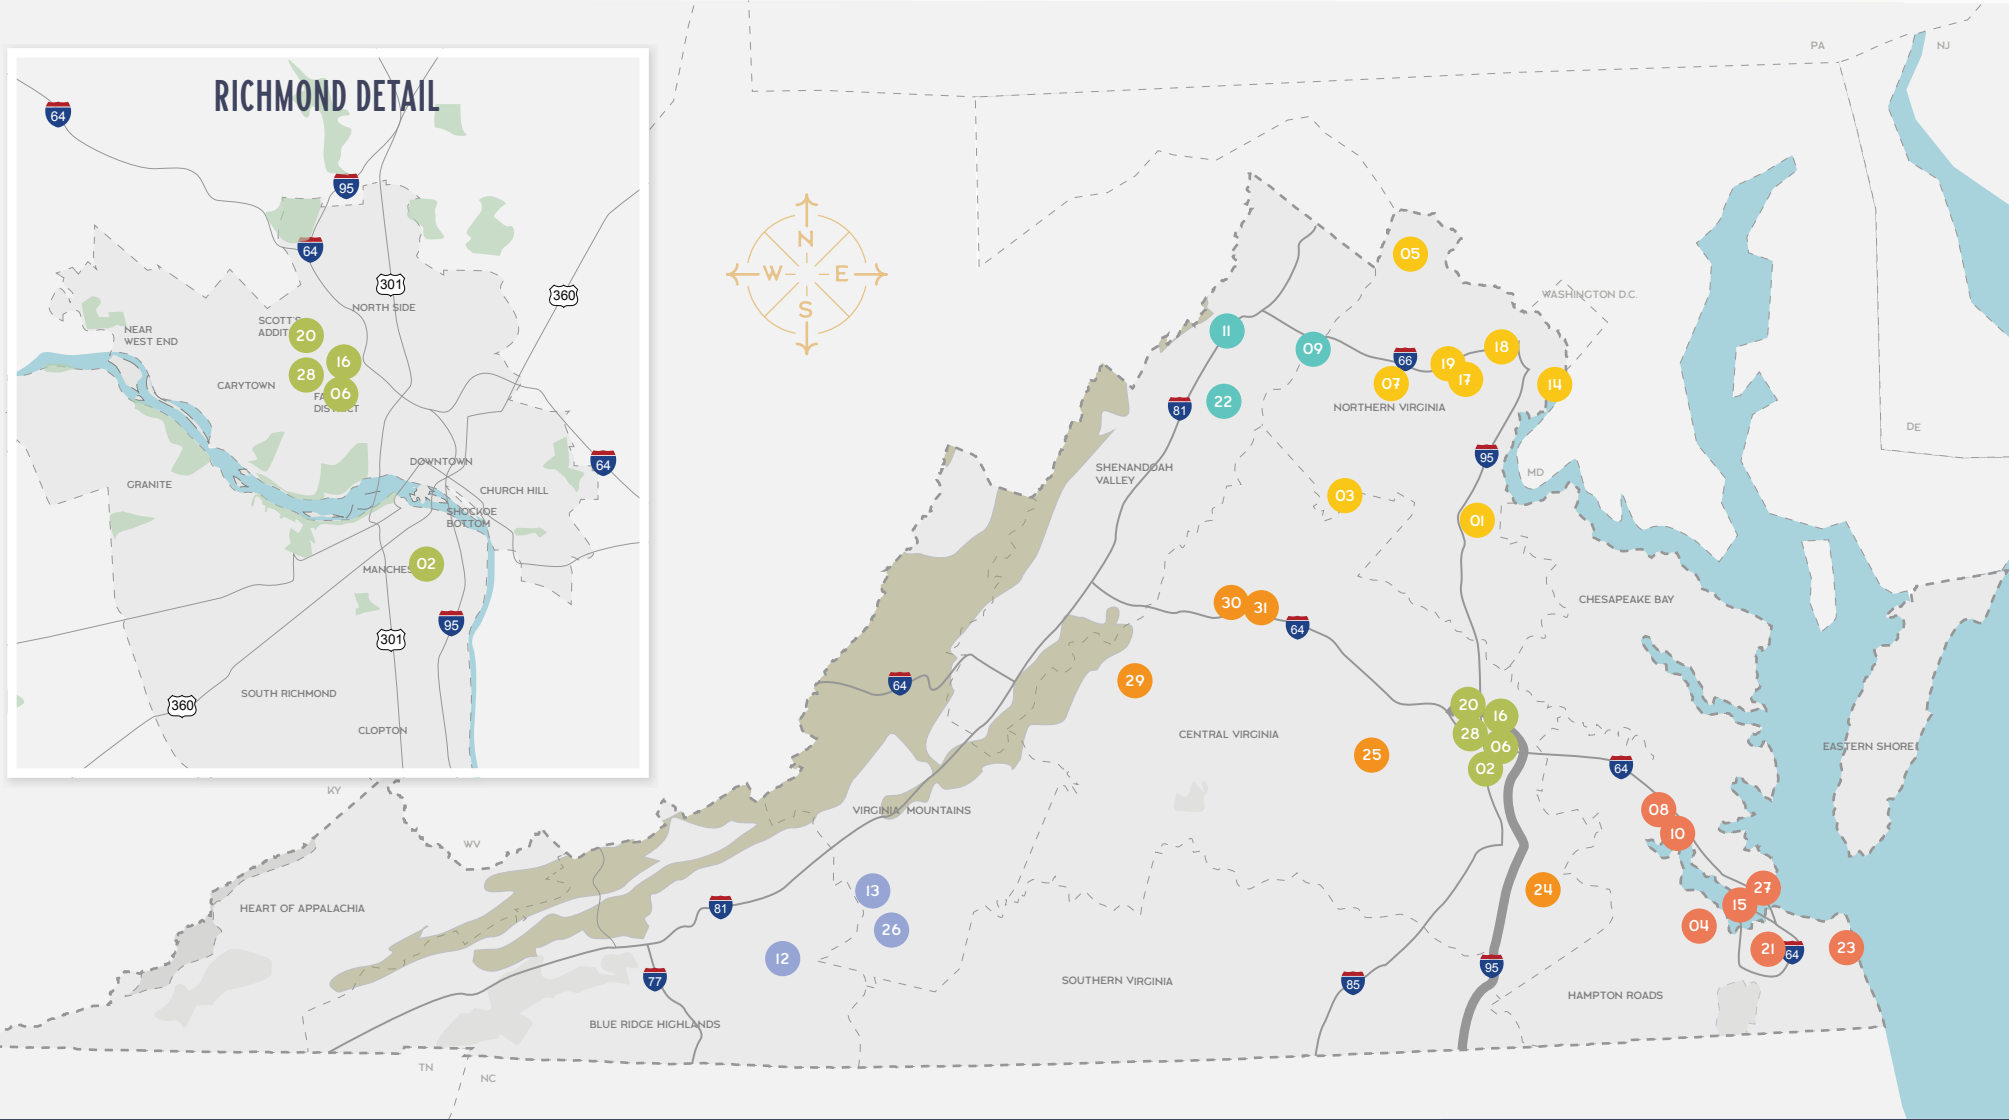 RICHMOND DETAIL
64
95
64
301
360
NORTH SIDE
SCOTT'S
ADDIT
20
NEAR
WEST END
16
28
CARYTOWN
06
FA
DISTRICT
64
DOWNTOWN
GRANITE
CHURCH HILL
SHOCKOE
BOTTOM
02
MANCHES
95
301
SOUTH RICHMOND
360
CLOPTON
PA
NJ
N
W
E
S
05
WASHINGTON D.C.
11
09
66
19
18
17
07
14
22
81
NORTHERN VIRGINIA
DE
95
SHENANDOAH
VALLEY
MD
03
01
30
31
64
CHESAPEAKE BAY
29
64
20
16
28
06
02
CENTRAL VIRGINIA
25
EASTERN SHORE
64
KY
VIRGINIA MOUNTAINS
08
10
WV
13
24
27
15
HEART OF APPALACHIA
81
26
04
21
64
23
12
77
SOUTHERN VIRGINIA
85
95
HAMPTON ROADS
BLUE RIDGE HIGHLANDS
TN
NC